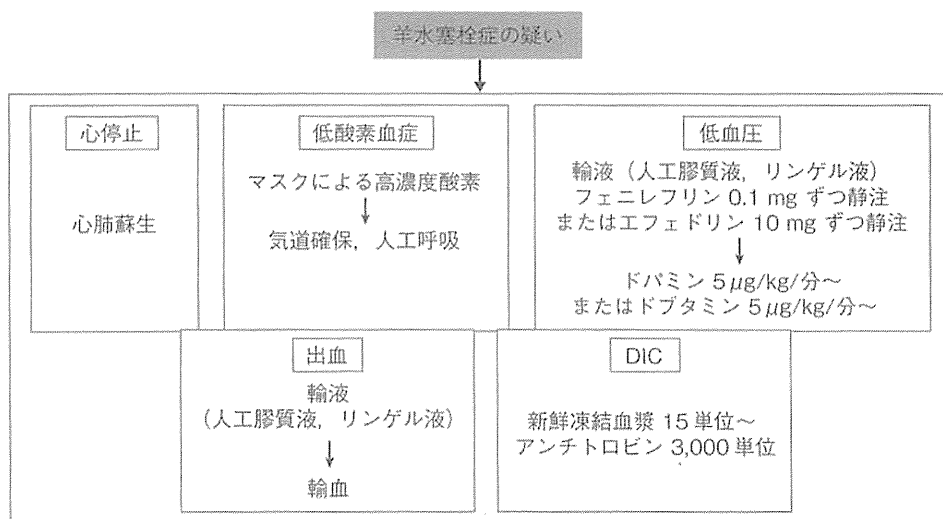 羊水塞栓症の疑い
心停止
心肺蘇生
低酸素血症
マスクによる高濃度酸素
気道確保，人工呼吸
低血圧
輸液（人工膠質液，リンゲル液）
フェニレフリン 0.1 mg ずつ静注
またはエフェドリン 10 mg ずつ静注
ドパミン 5μg/kg/分～
またはドブタミン 5μg/kg/分～
出血
輸液
（人工膠質液，リンゲル液）
輸血
DIC
新鮮凍結血漿 15 単位～
アンチトロビン 3,000 単位